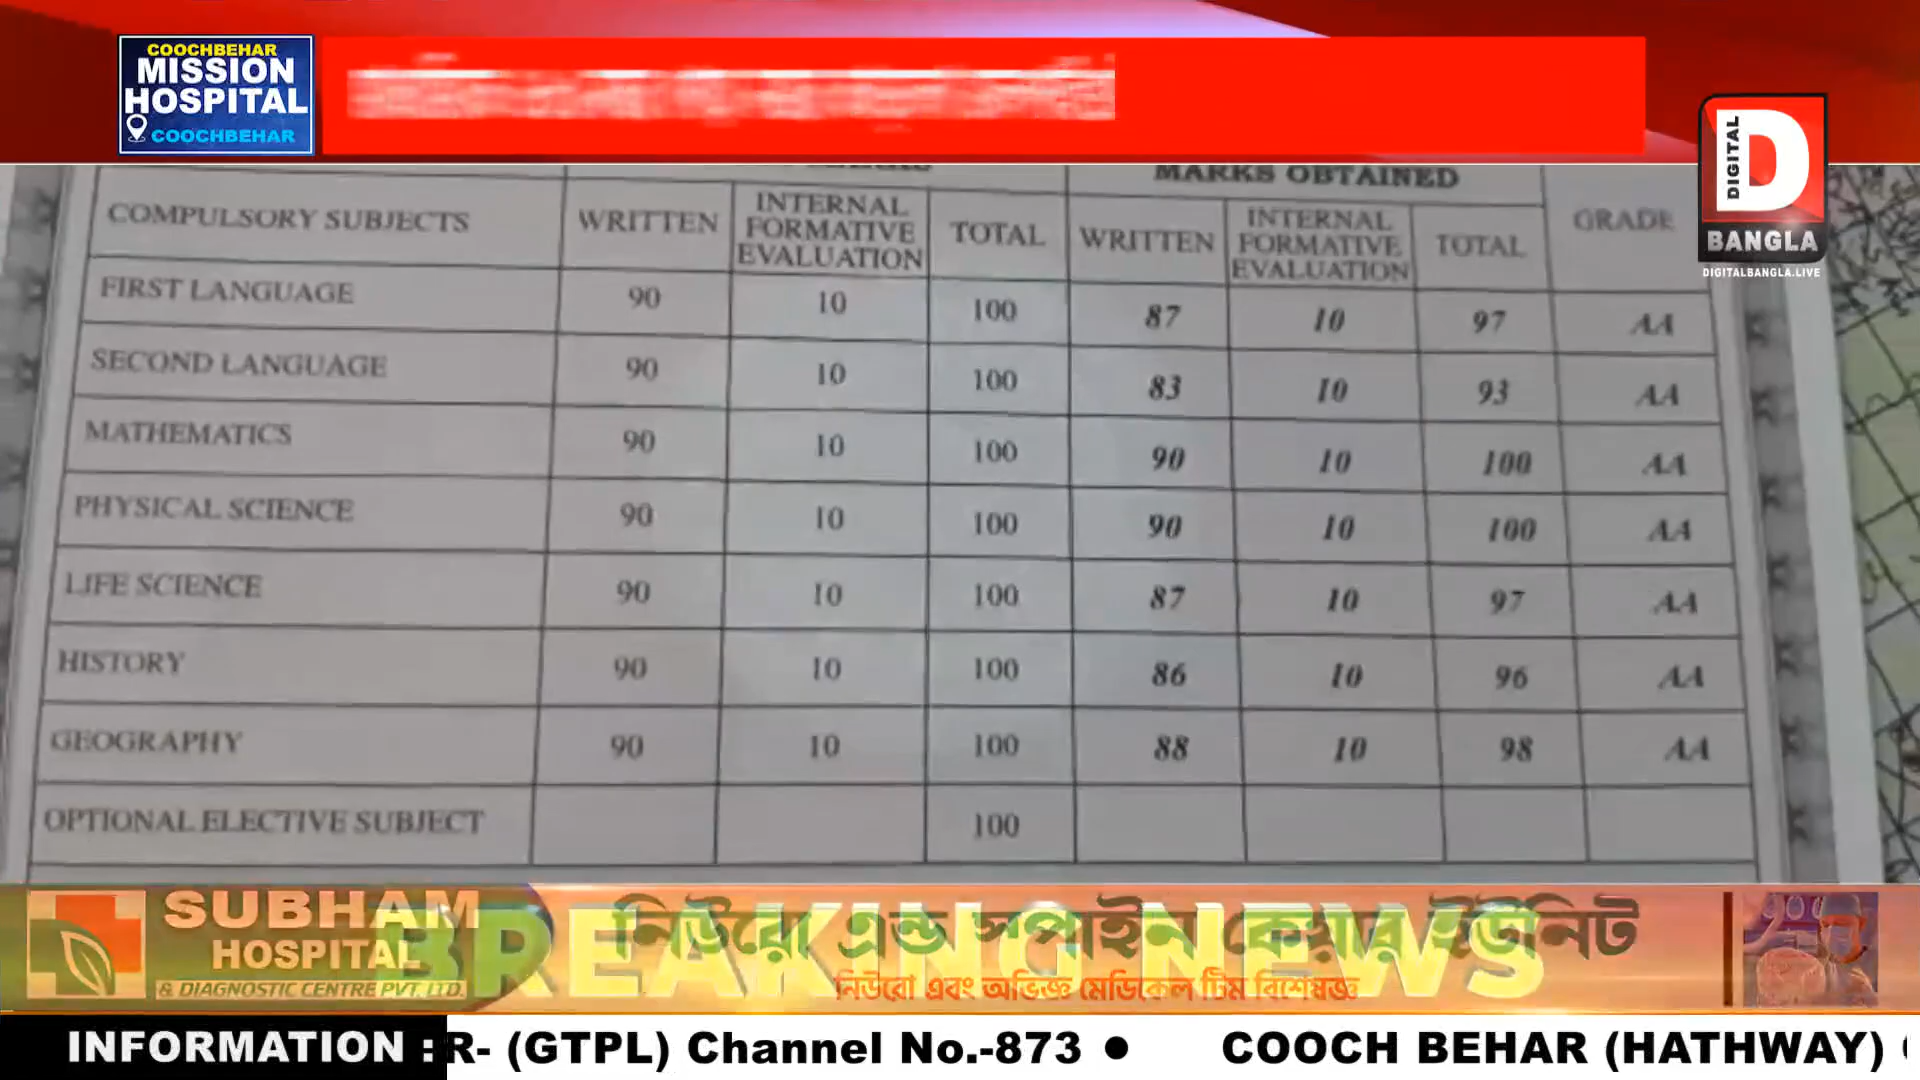 COOCHBEHAR
MISSION
HOSPITAL
COOCHBEHAR
DIGITAL
D
BANGLA
DIGITALBANGLA.LIVE
MARKS OBTAINED
COMPULSORY SUBJECTS WRITTEN INTERNAL FORMATIVE EVALUATION TOTAL WRITTEN INTERNAL FORMATIVE EVALUATION TOTAL GRADE
FIRST LANGUAGE 90 10 100 87 10 97 AA
SECOND LANGUAGE 90 10 100 83 10 93 AA
MATHEMATICS 90 10 100 90 10 100 AA
PHYSICAL SCIENCE 90 10 100 90 10 100 AA
LIFE SCIENCE 90 10 100 87 10 97 AA
HISTORY 90 10 100 86 10 96 AA
GEOGRAPHY 90 10 100 88 10 98 AA
OPTIONAL ELECTIVE SUBJECT 100
SUBHAM
HOSPITAL
& DIAGNOSTIC CENTRE PVT. LTD.
BREAKING NEWS
নিউরো এন্ড স্পাইন কেয়ার ইউনিট
নিউরো এবং অভিজ্ঞ মেডিকেল টিম বিশেষজ্ঞ
INFORMATION : R- (GTPL) Channel No.-873 ● COOCH BEHAR (HATHWAY)